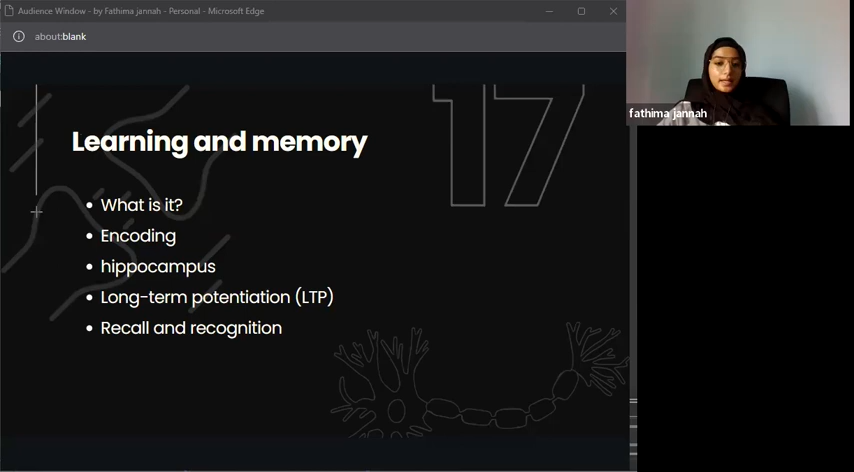 Audience Window - by Fathima jannah - Personal - Microsoft Edge
about:blank
fathima jannah
17
Learning and memory
What is it?
Encoding
hippocampus
Long-term potentiation (LTP)
Recall and recognition